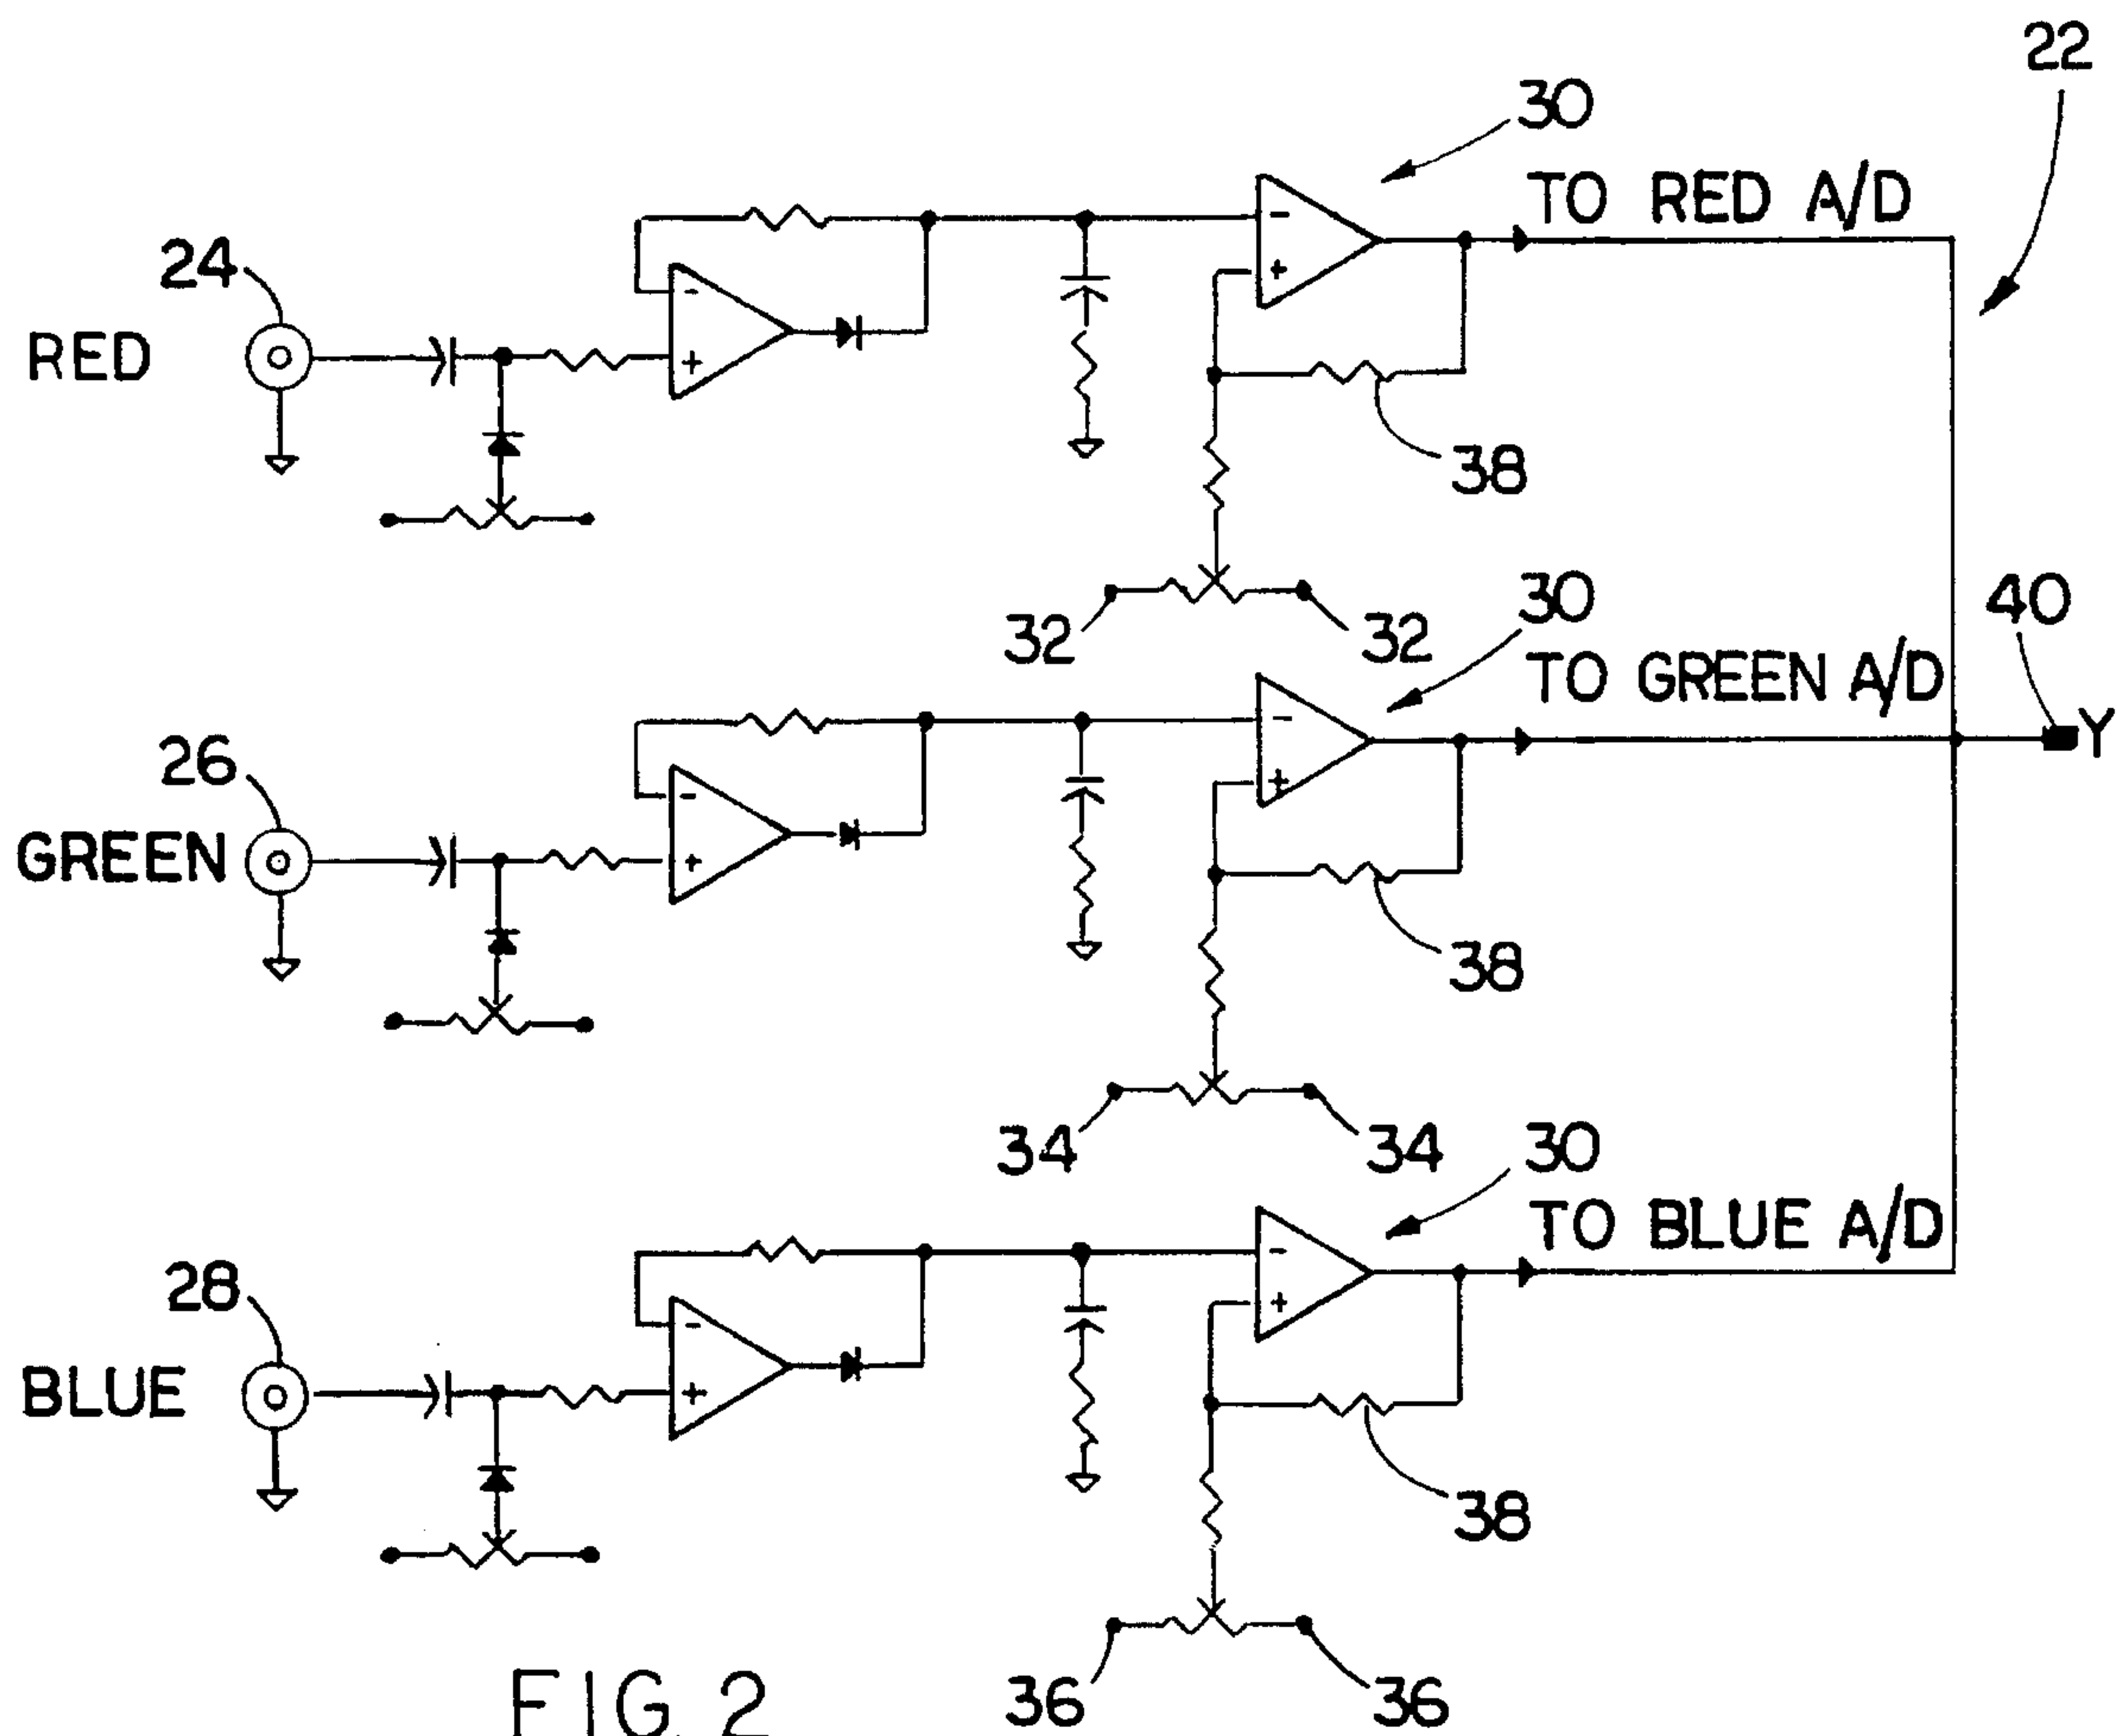 22
30
TO RED A/D
24
RED
- +
- +
38
32 32
30
40
TO GREEN A/D
Y
26
GREEN
- +
- +
38
34 34
30
TO BLUE A/D
28
BLUE
- +
- +
38
36 36
FIG. 2